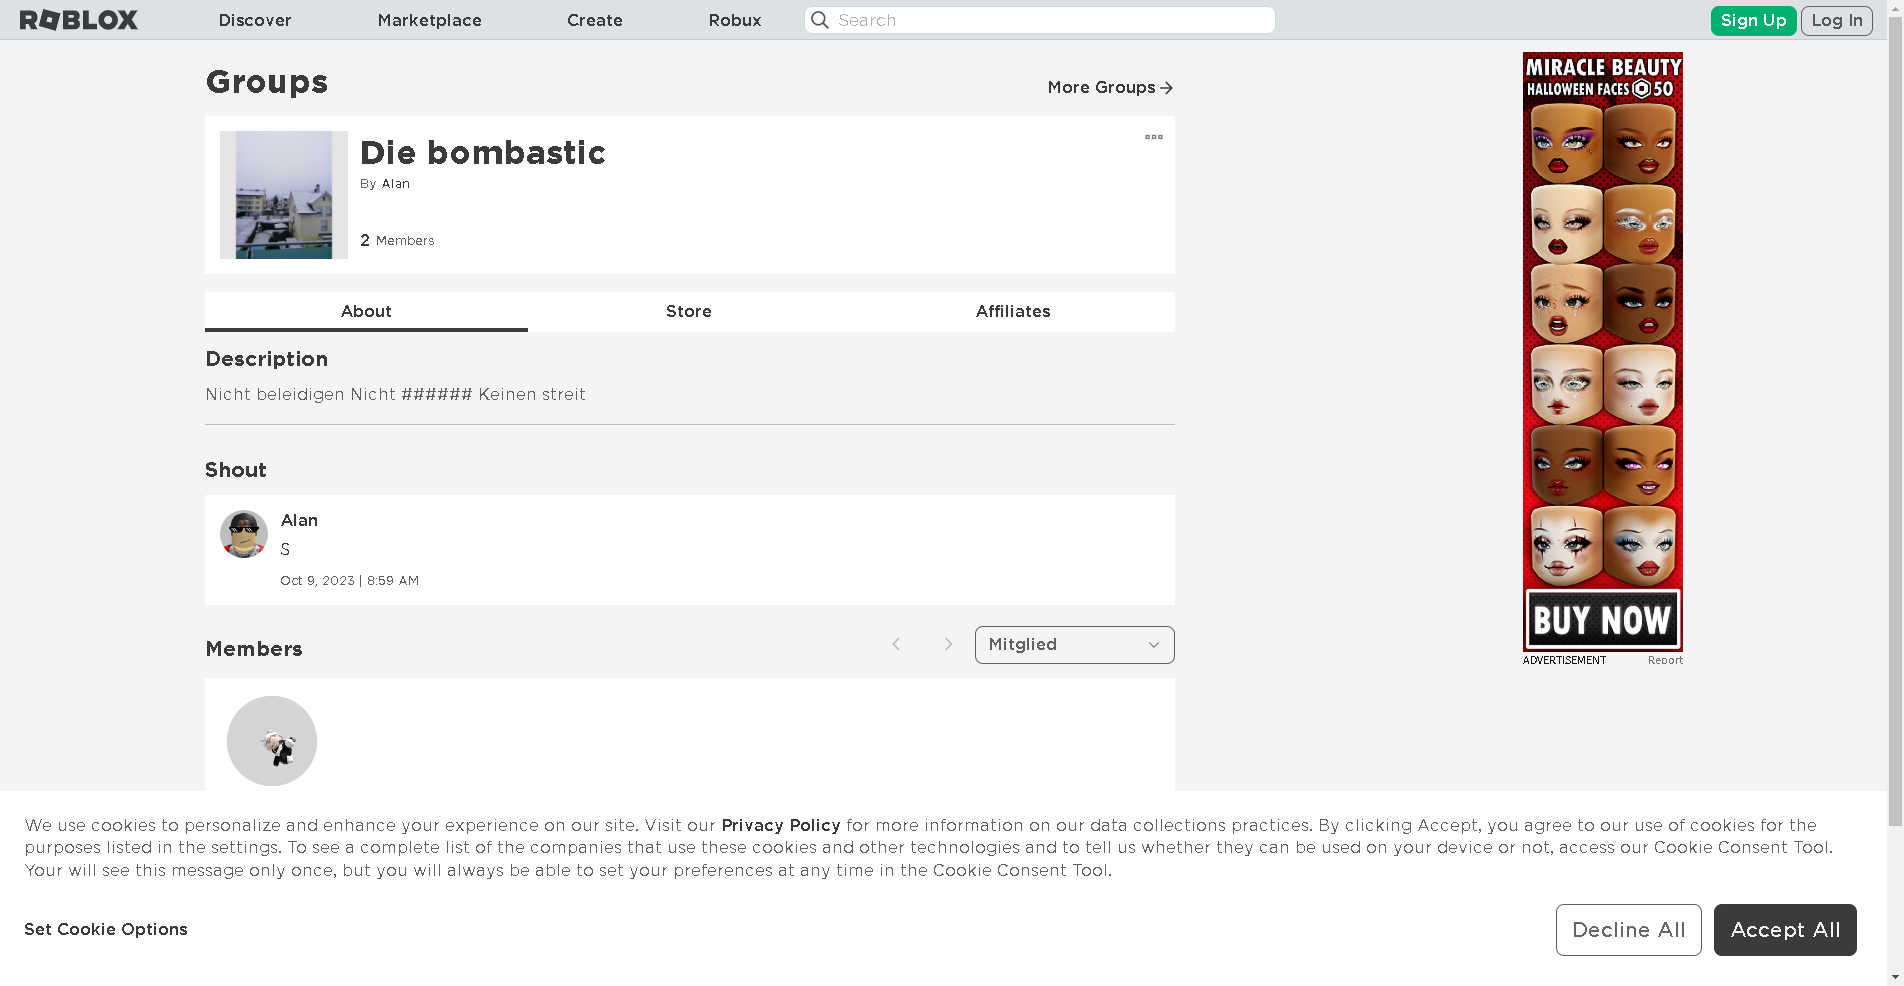 ROBLOX
Discover
Marketplace
Create
Robux
Search
Sign Up
Log In
Groups
More Groups
Die bombastic
By Alan
2 Members
About
Store
Affiliates
Description
Nicht beleidigen Nicht ###### Keinen streit
Shout
Alan
S
Oct 9, 2023 | 8:59 AM
Members
Mitglied
MIRACLE BEAUTY
HALLOWEEN FACES 50
BUY NOW
ADVERTISEMENT
Report
We use cookies to personalize and enhance your experience on our site. Visit our Privacy Policy for more information on our data collections practices. By clicking Accept, you agree to our use of cookies for the
purposes listed in the settings. To see a complete list of the companies that use these cookies and other technologies and to tell us whether they can be used on your device or not, access our Cookie Consent Tool.
Your will see this message only once, but you will always be able to set your preferences at any time in the Cookie Consent Tool.
Set Cookie Options
Decline All
Accept All